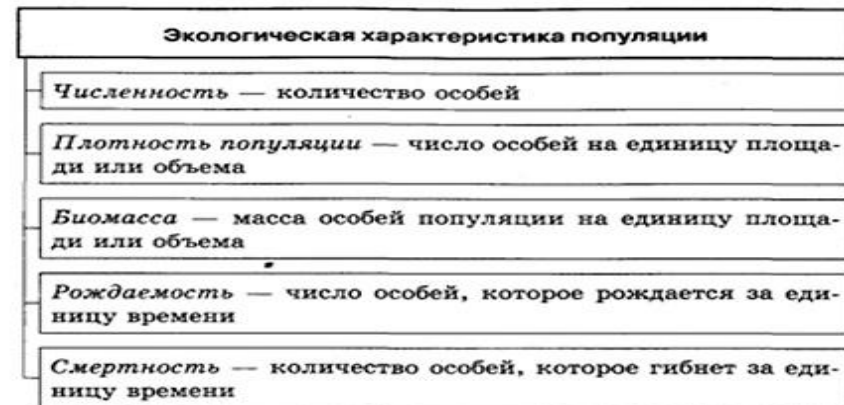 Экологическая характеристика популяции
Численность — количество особей
Плотность популяции — число особей на единицу площа-
ди или объема
Биомасса — масса особей популяции на единицу площа-
ди или объема
Рождаемость — число особей, которое рождается за еди-
ницу времени
Смертность — количество особей, которое гибнет за еди-
ницу времени